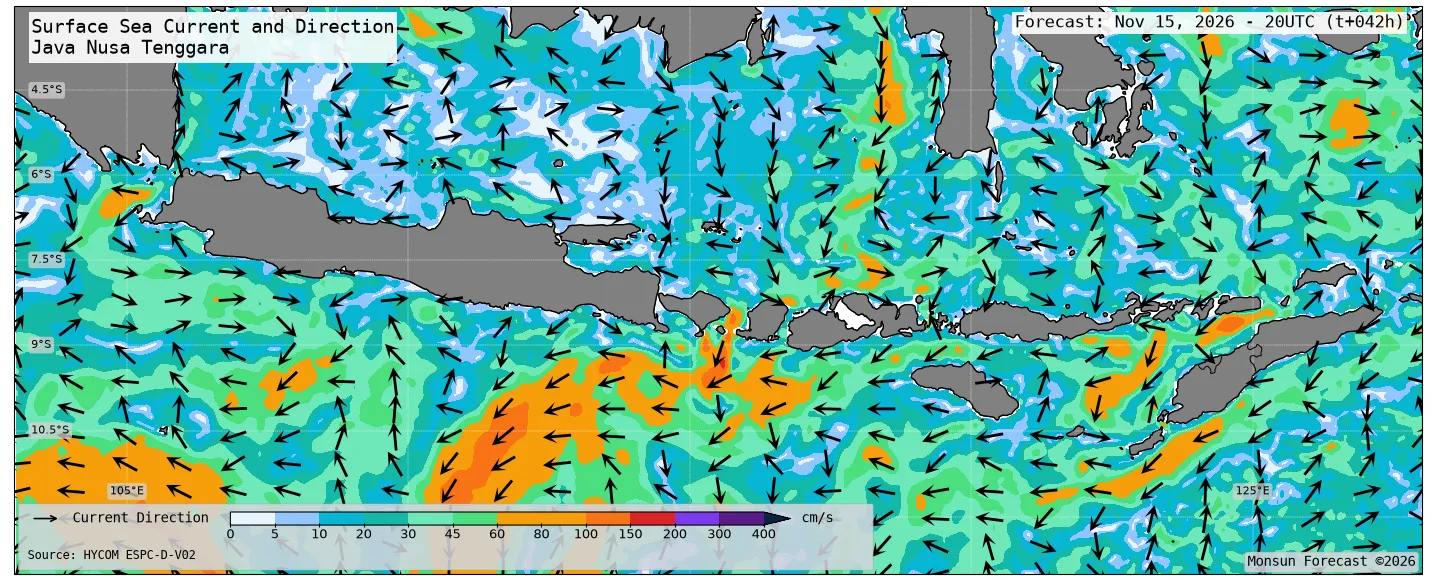 Surface Sea Current and Direction
Java Nusa Tenggara
Forecast: Nov 15, 2026 - 20UTC (t+042h)
4.5°S
6°S
7.5°S
9°S
10.5°S
105°E
125°E
Current Direction
0 5 10 20 30 45 60 80 100 150 200 300 400 cm/s
Source: HYCOM ESPC-D-V02
Monsun Forecast ©2026